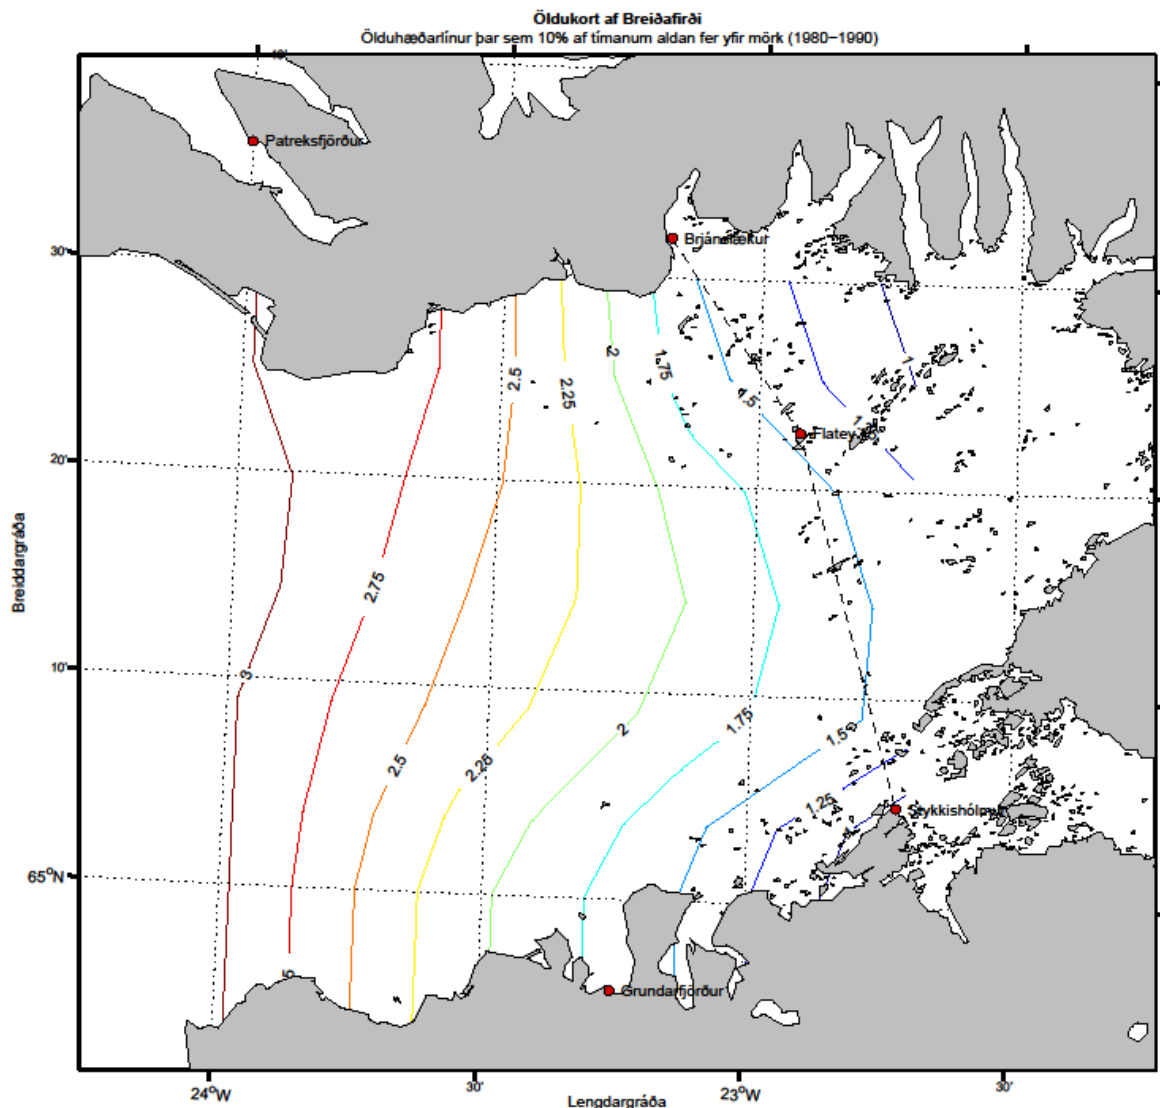 Öldukort af Breiðafirði
Ölduhæðarlínur þar sem 10% af tímanum aldan fer yfir mörk (1980−1990)
Patreksfjörður
Brjánslækur
30'
2
1.75
1
2.5
2.25
1.5
Flatey
20'
2.75
Breiddargráða
10'
3
1.75
2
1.5
2.5
2.25
1.25
Stykkishólmur
1
65°N
Grundarfjörður
24°W
30'
23°W
30'
Lengdargráða